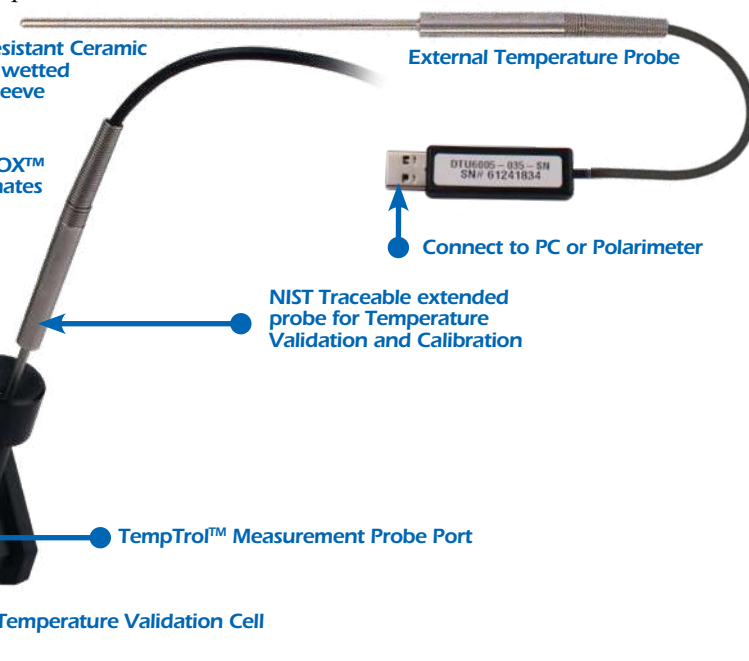 External Temperature Probe
sistant Ceramic
wetted
eeve
OX™
nates
DTU6005 – 035 – SN
SN# 61241834
Connect to PC or Polarimeter
NIST Traceable extended
probe for Temperature
Validation and Calibration
TempTrol™ Measurement Probe Port
Temperature Validation Cell